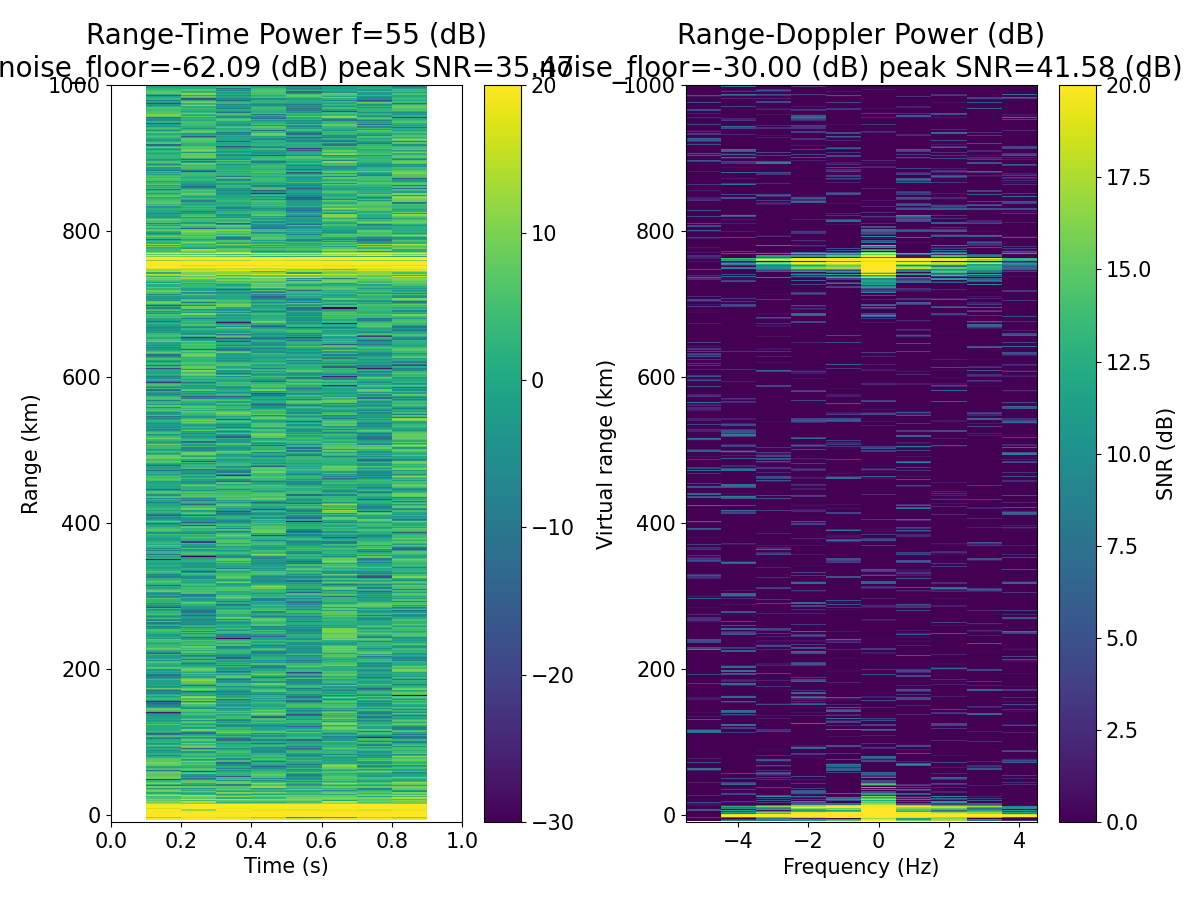 Range-Time Power f=55 (dB)
noise_floor=-62.09 (dB) peak SNR=35.47
Range-Doppler Power (dB)
noise_floor=-30.00 (dB) peak SNR=41.58 (dB)
1000
800
600
400
200
0
Range (km)
0.0 0.2 0.4 0.6 0.8 1.0
Time (s)
20
10
0
−10
−20
−30
1000
800
600
400
200
0
Virtual range (km)
−4 −2 0 2 4
Frequency (Hz)
20.0
17.5
15.0
12.5
10.0
7.5
5.0
2.5
0.0
SNR (dB)